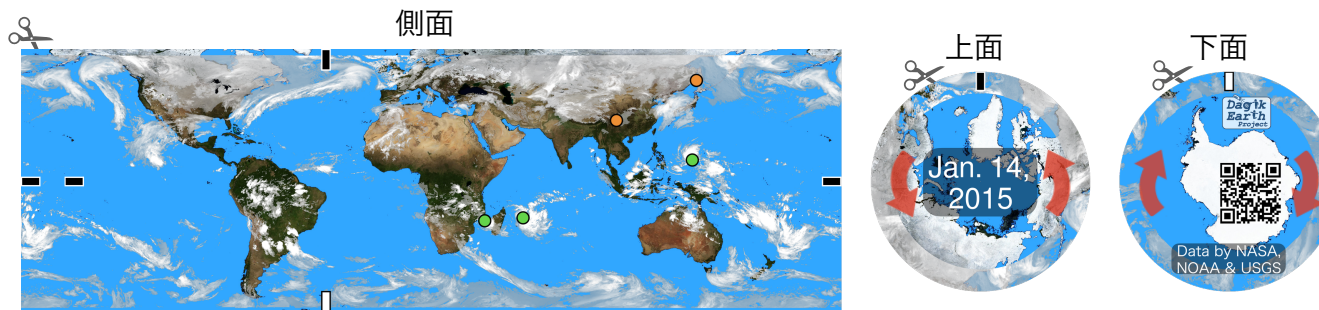 側面
上面
下面
Jan. 14,
2015
Dagik
Earth
Project
Data by NASA,
NOAA & USGS